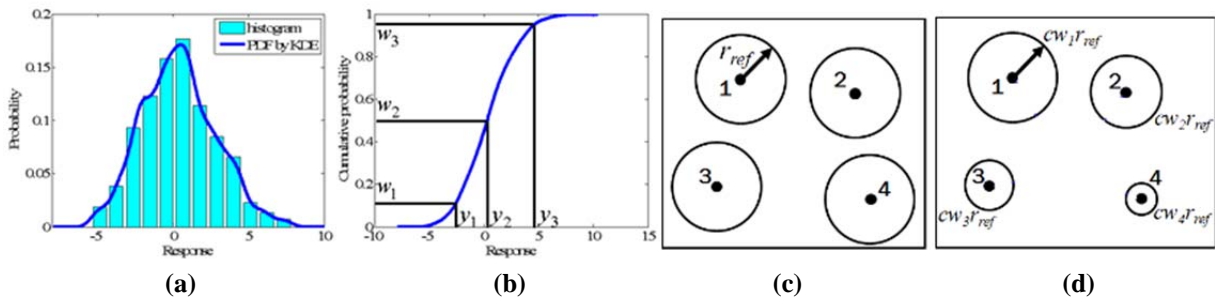 0.2
0.15
0.1
0.05
0
Probability
histogram
PDF by KDE
-5
0
5
10
Response
(a)
1
0.8
0.6
0.4
0.2
0
Cumulative probability
w3
w2
w1
y1
y2
y3
-10
-5
0
5
10
15
Response
(b)
r ref
1
2
3
4
(c)
cw1rref
1
2
cw2rref
3
cw3rref
4
cw4rref
(d)